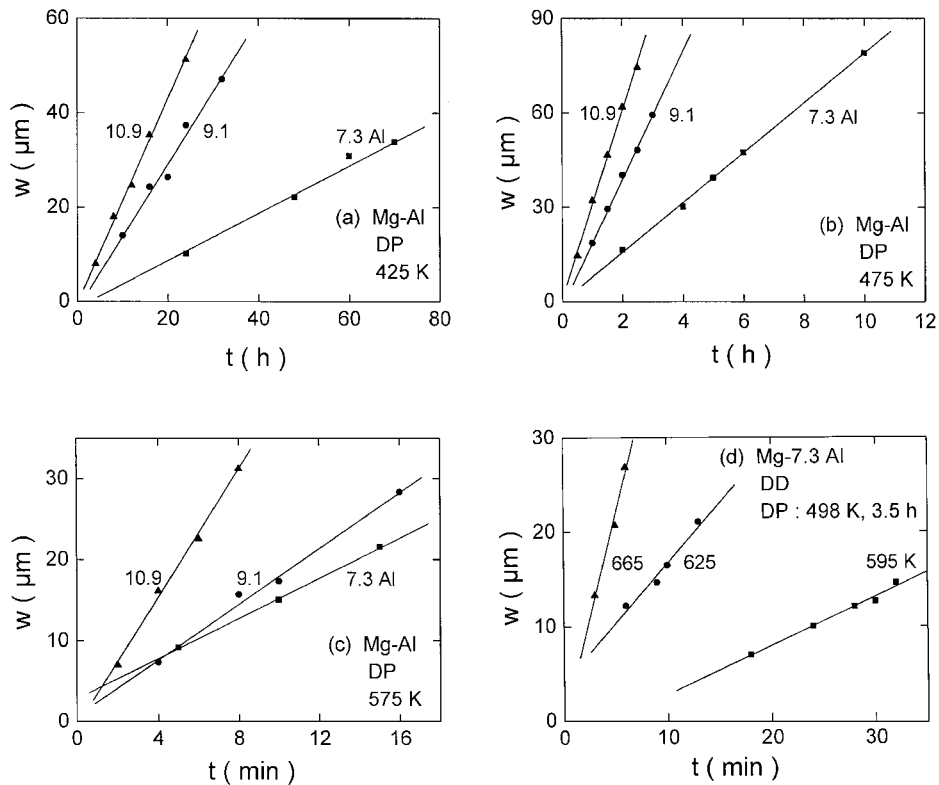 60
40
20
0
w ( μm )
10.9
9.1
7.3 Al
(a) Mg-Al
DP
425 K
0 20 40 60 80
t ( h )
90
60
30
0
w ( μm )
10.9
9.1
7.3 Al
(b) Mg-Al
DP
475 K
0 2 4 6 8 10 12
t ( h )
30
20
10
0
w ( μm )
10.9
9.1
7.3 Al
(c) Mg-Al
DP
575 K
0 4 8 12 16
t ( min )
30
20
10
0
w ( μm )
(d) Mg-7.3 Al
DD
DP : 498 K, 3.5 h
665
625
595 K
0 10 20 30
t ( min )